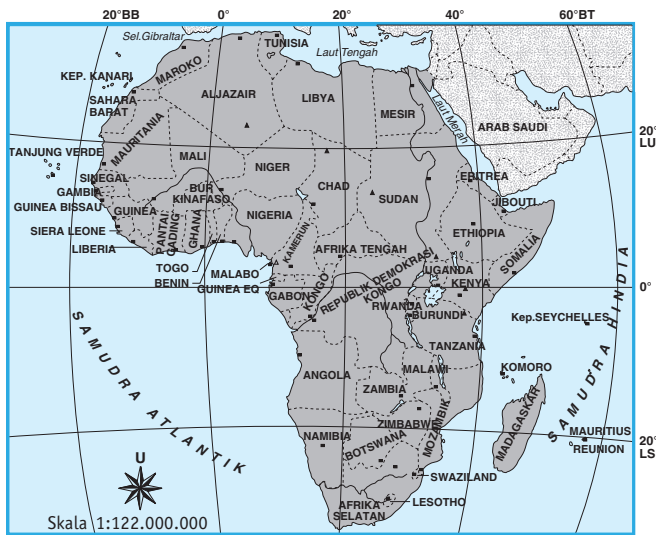 20°BB
0°
20°
40°
60°BT
Sel.Gibraltar
TUNISIA
Laut Tengah
MAROKO
KEP. KANARI
SAHARA
BARAT
ALJAZAIR
LIBYA
MESIR
Laut Merah
ARAB SAUDI
20°
LU
MAURITANIA
TANJUNG VERDE
MALI
NIGER
CHAD
SUDAN
ERITREA
SINEGAL
GAMBIA
GUINEA BISSAU
GUINEA
BUR
KINAFASO
NIGERIA
JIBOUTI
SIERA LEONE
LIBERIA
PANTAI
GADING
GHANA
KAMERUN
AFRIKA TENGAH
ETHIOPIA
SOMALIA
TOGO
BENIN
MALABO
GUINEA EQ
GABON
KONGO
REPUBLIK DEMOKRASI
KONGO
UGANDA
KENYA
0°
RWANDA
BURUNDI
Kep.SEYCHELLES
TANZANIA
SAMUDRA ATLANTIK
SAMUDRA HINDIA
ANGOLA
MALAWI
KOMORO
ZAMBIA
ZIMBABWE
MOZAMBIK
MADAGASKAR
NAMIBIA
BOTSWANA
MAURITIUS
REUNION
20°
LS
SWAZILAND
LESOTHO
AFRIKA
SELATAN
U
Skala 1:122.000.000